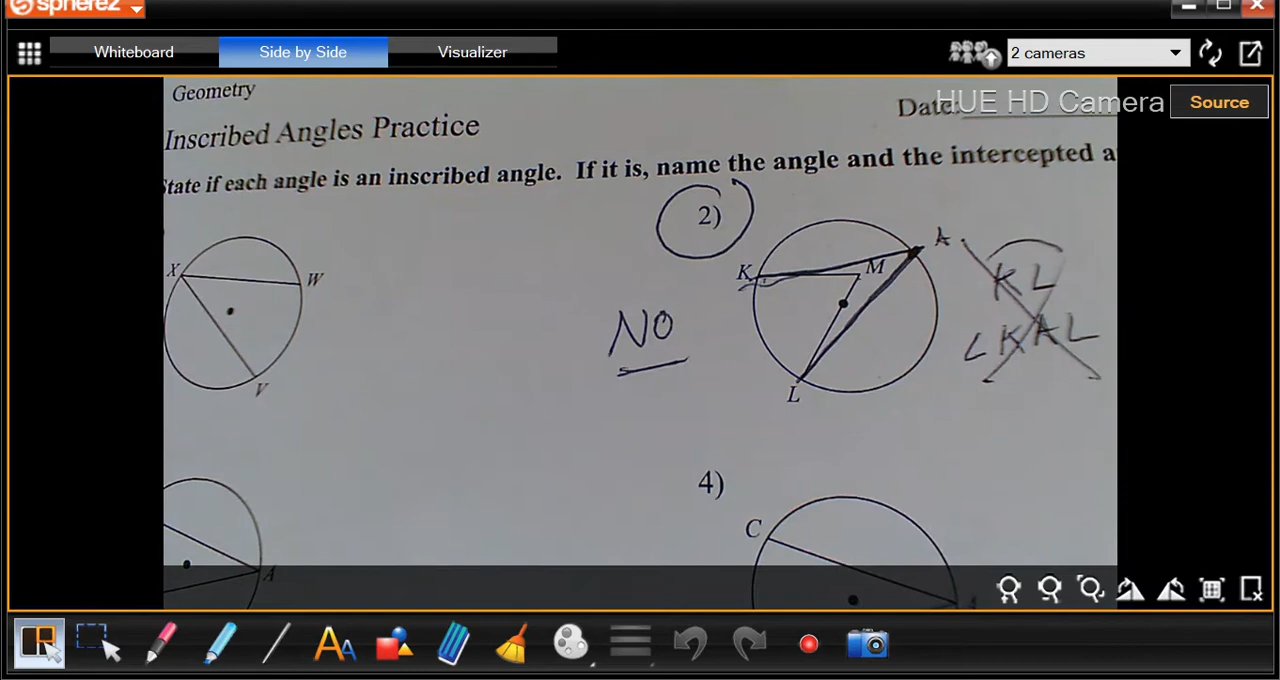 spherez
Whiteboard
Side by Side
Visualizer
2 cameras
Geometry
HUE HD Camera
Source
Date:
Inscribed Angles Practice
State if each angle is an inscribed angle. If it is, name the angle and the intercepted a
2)
A
X
W
K
M
KL
NO
∠KAL
V
L
4)
C
A
A